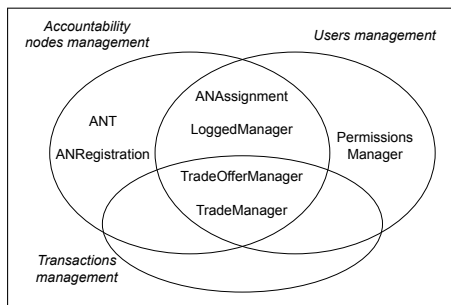 Accountability
nodes management
Users management
ANAssignment
ANT
LoggedManager
Permissions
Manager
ANRegistration
TradeOfferManager
TradeManager
Transactions
management